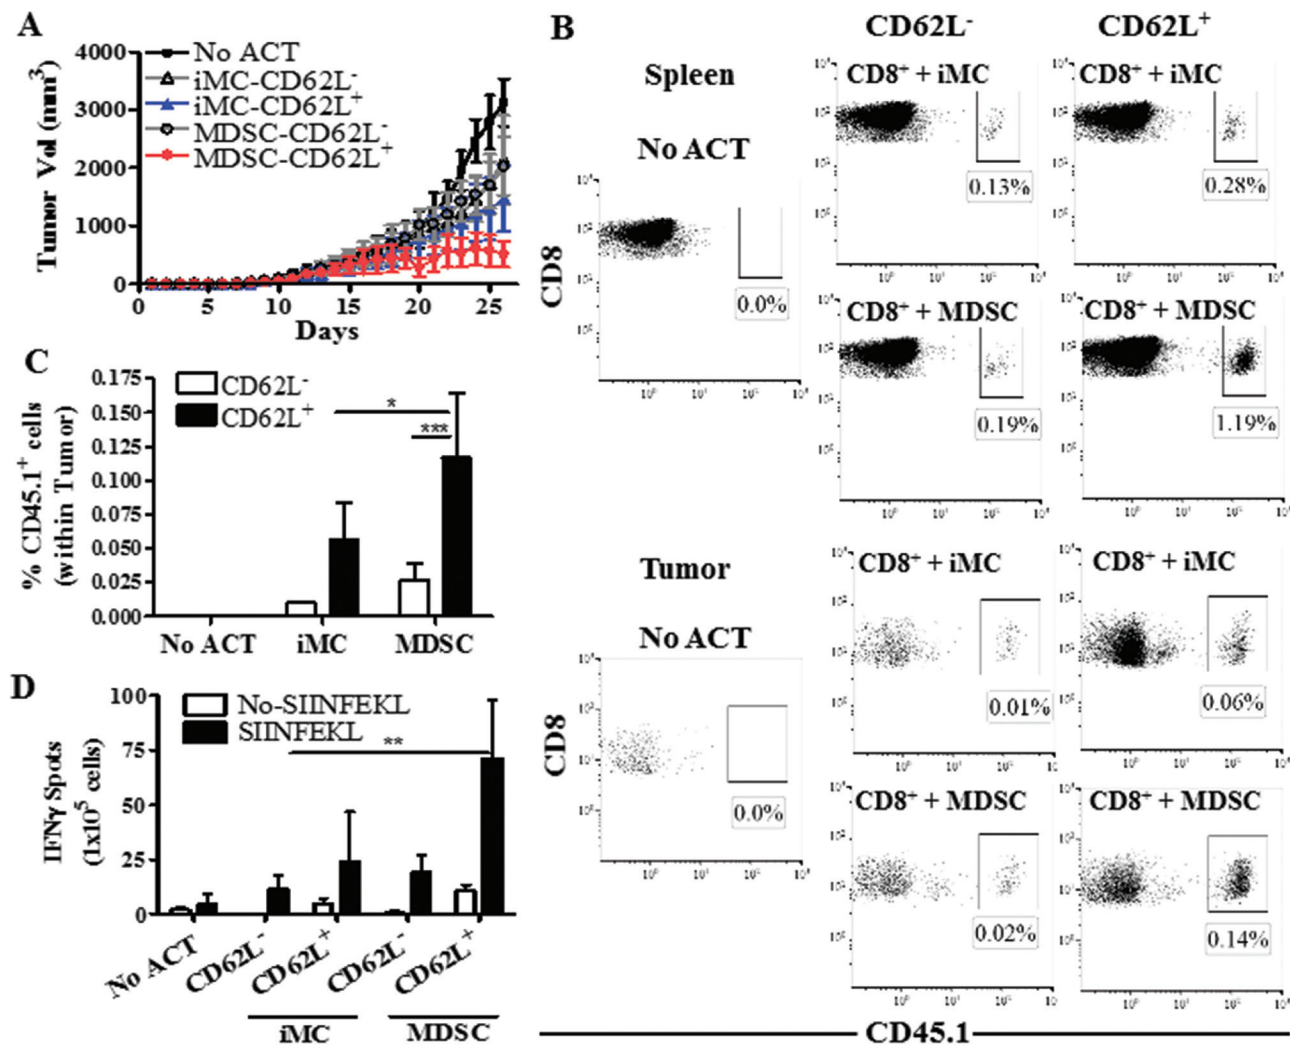 A
4000
3000
2000
1000
0
Tumor Vol (mm³)
No ACT
iMC-CD62L⁻
iMC-CD62L⁺
MDSC-CD62L⁻
MDSC-CD62L⁺
0 5 10 15 20 25
Days
B
CD62L⁻ CD62L⁺
Spleen
No ACT
CD8
0.0%
CD8⁺ + iMC
0.13%
CD8⁺ + iMC
0.28%
CD8⁺ + MDSC
0.19%
CD8⁺ + MDSC
1.19%
Tumor
No ACT
CD8
0.0%
CD8⁺ + iMC
0.01%
CD8⁺ + iMC
0.06%
CD8⁺ + MDSC
0.02%
CD8⁺ + MDSC
0.14%
CD45.1
C
0.175
0.150
0.125
0.100
0.075
0.050
0.025
0.000
% CD45.1⁺ cells
(within Tumor)
CD62L⁻
CD62L⁺
*
***
No ACT iMC MDSC
D
100
75
50
25
0
IFNγ Spots
(1x10⁵ cells)
No-SIINFEKL
SIINFEKL
**
No ACT CD62L⁻ CD62L⁺ CD62L⁻ CD62L⁺
iMC MDSC